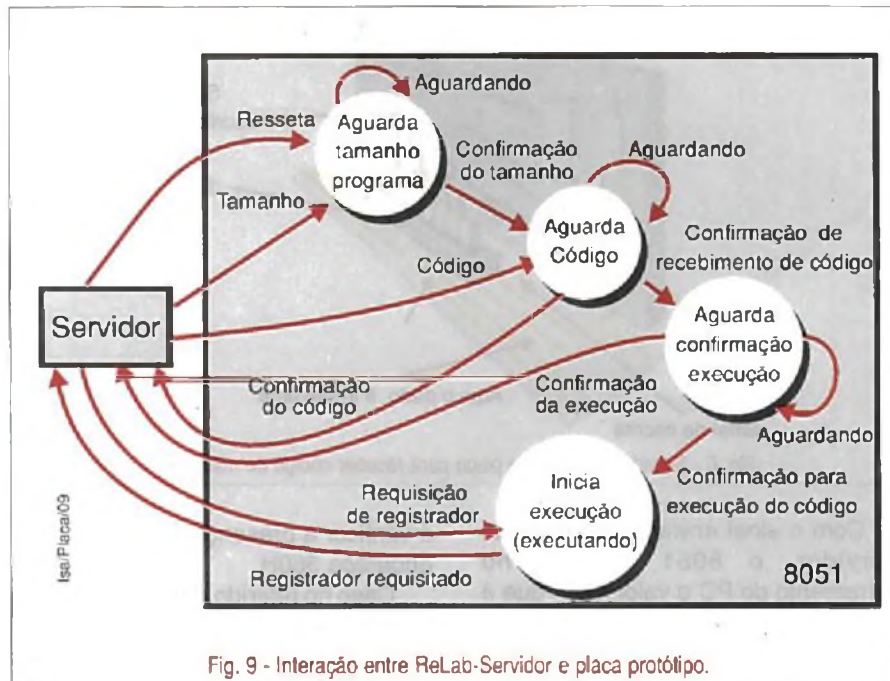 Aguardando
Resseta
Aguarda
tamanho
programa
Confirmação
do tamanho
Aguardando
Tamanho
Aguarda
Código
Confirmação de
recebimento de código
Código
Servidor
Aguarda
confirmação
execução
Confirmação
do código
Confirmação
da execução
Aguardando
Requisição
de registrador
Inicia
execução
(executando)
Confirmação para
execução do código
Registrador requisitado
8051
Isa/Placa/09
Fig. 9 - Interação entre ReLab-Servidor e placa protótipo.